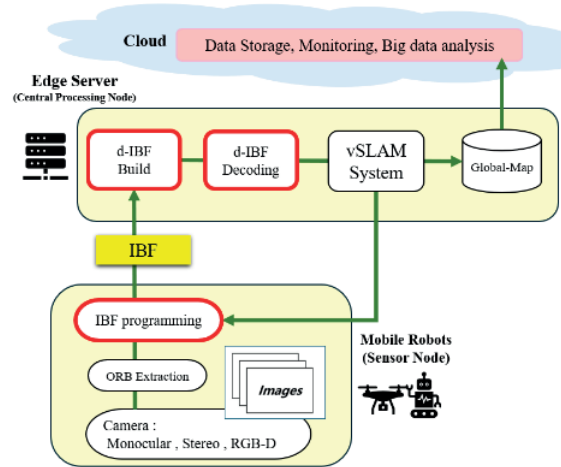 Cloud
Data Storage, Monitoring, Big data analysis
Edge Server
(Central Processing Node)
d-IBF
Build
d-IBF
Decoding
vSLAM
System
Global-Map
IBF
IBF programming
Mobile Robots
(Sensor Node)
ORB Extraction
Images
Camera :
Monocular , Stereo , RGB-D